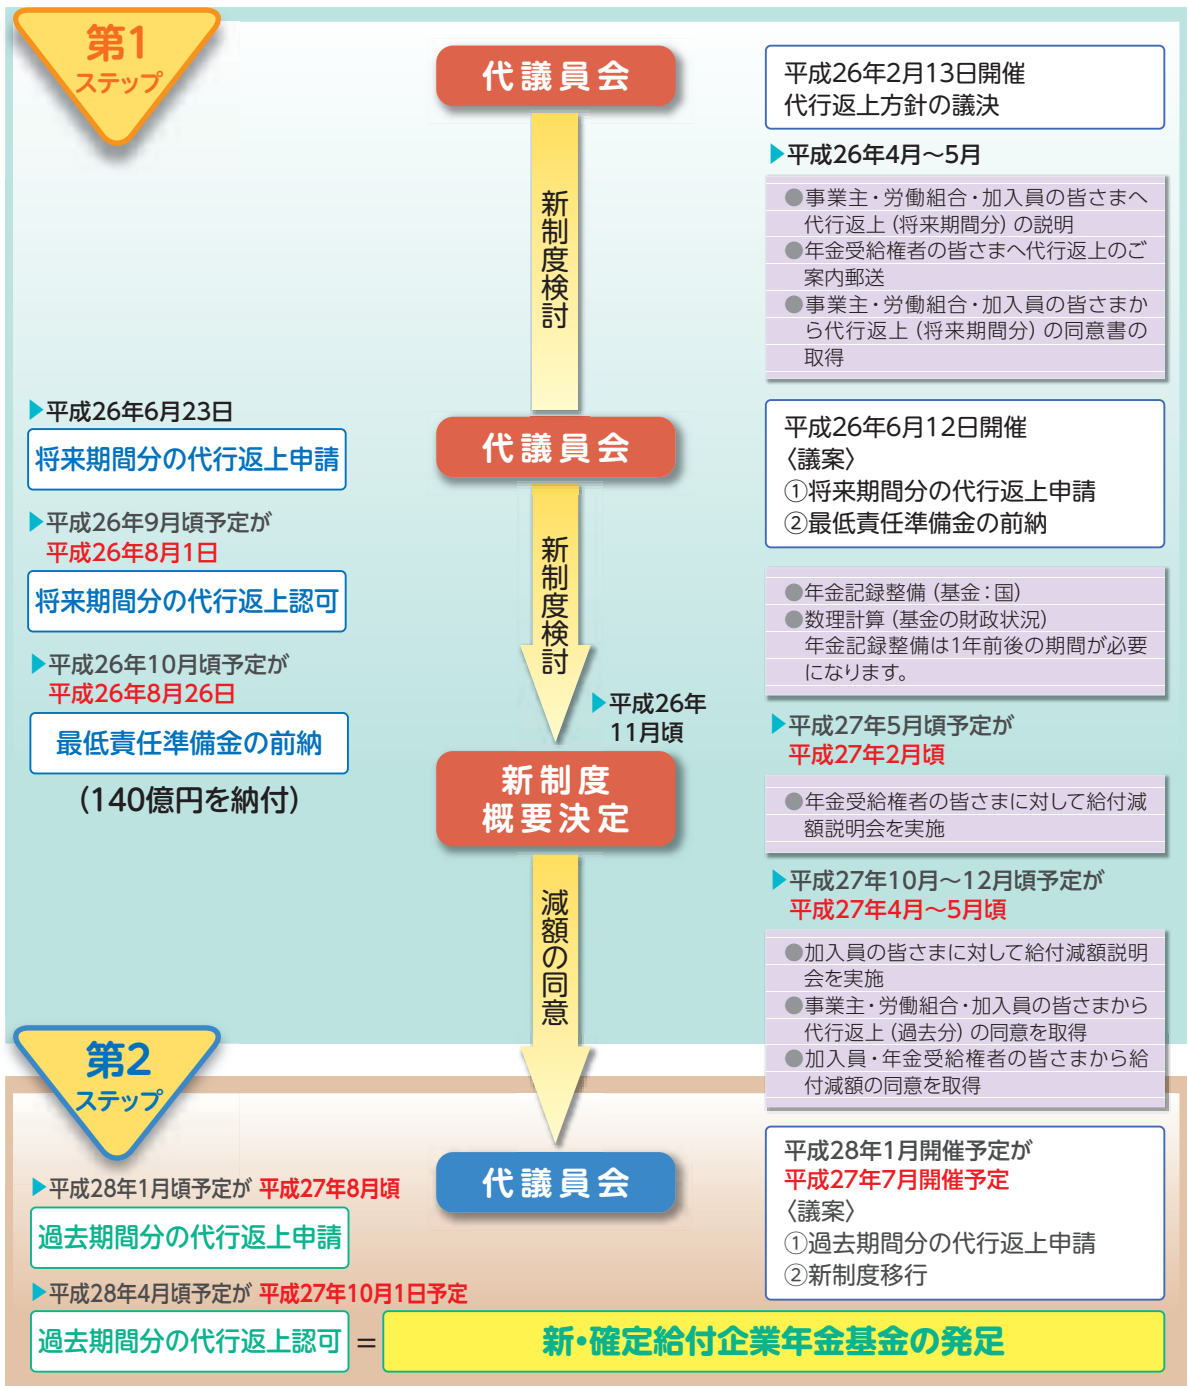 第1
ステップ
代議員会
平成26年2月13日開催
代行返上方針の議決
新制度検討
▶平成26年4月〜5月
●事業主・労働組合・加入員の皆さまへ
代行返上(将来期間分)の説明
●年金受給権者の皆さまへ代行返上のご
案内郵送
●事業主・労働組合・加入員の皆さまか
ら代行返上(将来期間分)の同意書の
取得
▶平成26年6月23日
将来期間分の代行返上申請
▶平成26年9月頃予定が
平成26年8月1日
将来期間分の代行返上認可
▶平成26年10月頃予定が
平成26年8月26日
最低責任準備金の前納
(140億円を納付)
代議員会
平成26年6月12日開催
〈議案〉
①将来期間分の代行返上申請
②最低責任準備金の前納
新制度検討
●年金記録整備(基金:国)
●数理計算(基金の財政状況)
年金記録整備は1年前後の期間が必要
になります。
▶平成26年
11月頃
新制度
概要決定
▶平成27年5月頃予定が
平成27年2月頃
●年金受給権者の皆さまに対して給付減
額説明会を実施
減額の同意
▶平成27年10月〜12月頃予定が
平成27年4月〜5月頃
●加入員の皆さまに対して給付減額説明
会を実施
●事業主・労働組合・加入員の皆さまから
代行返上(過去分)の同意を取得
●加入員・年金受給権者の皆さまから給
付減額の同意を取得
第2
ステップ
代議員会
平成28年1月開催予定が
平成27年7月開催予定
〈議案〉
①過去期間分の代行返上申請
②新制度移行
▶平成28年1月頃予定が 平成27年8月頃
過去期間分の代行返上申請
▶平成28年4月頃予定が 平成27年10月1日予定
過去期間分の代行返上認可 = 新・確定給付企業年金基金の発足